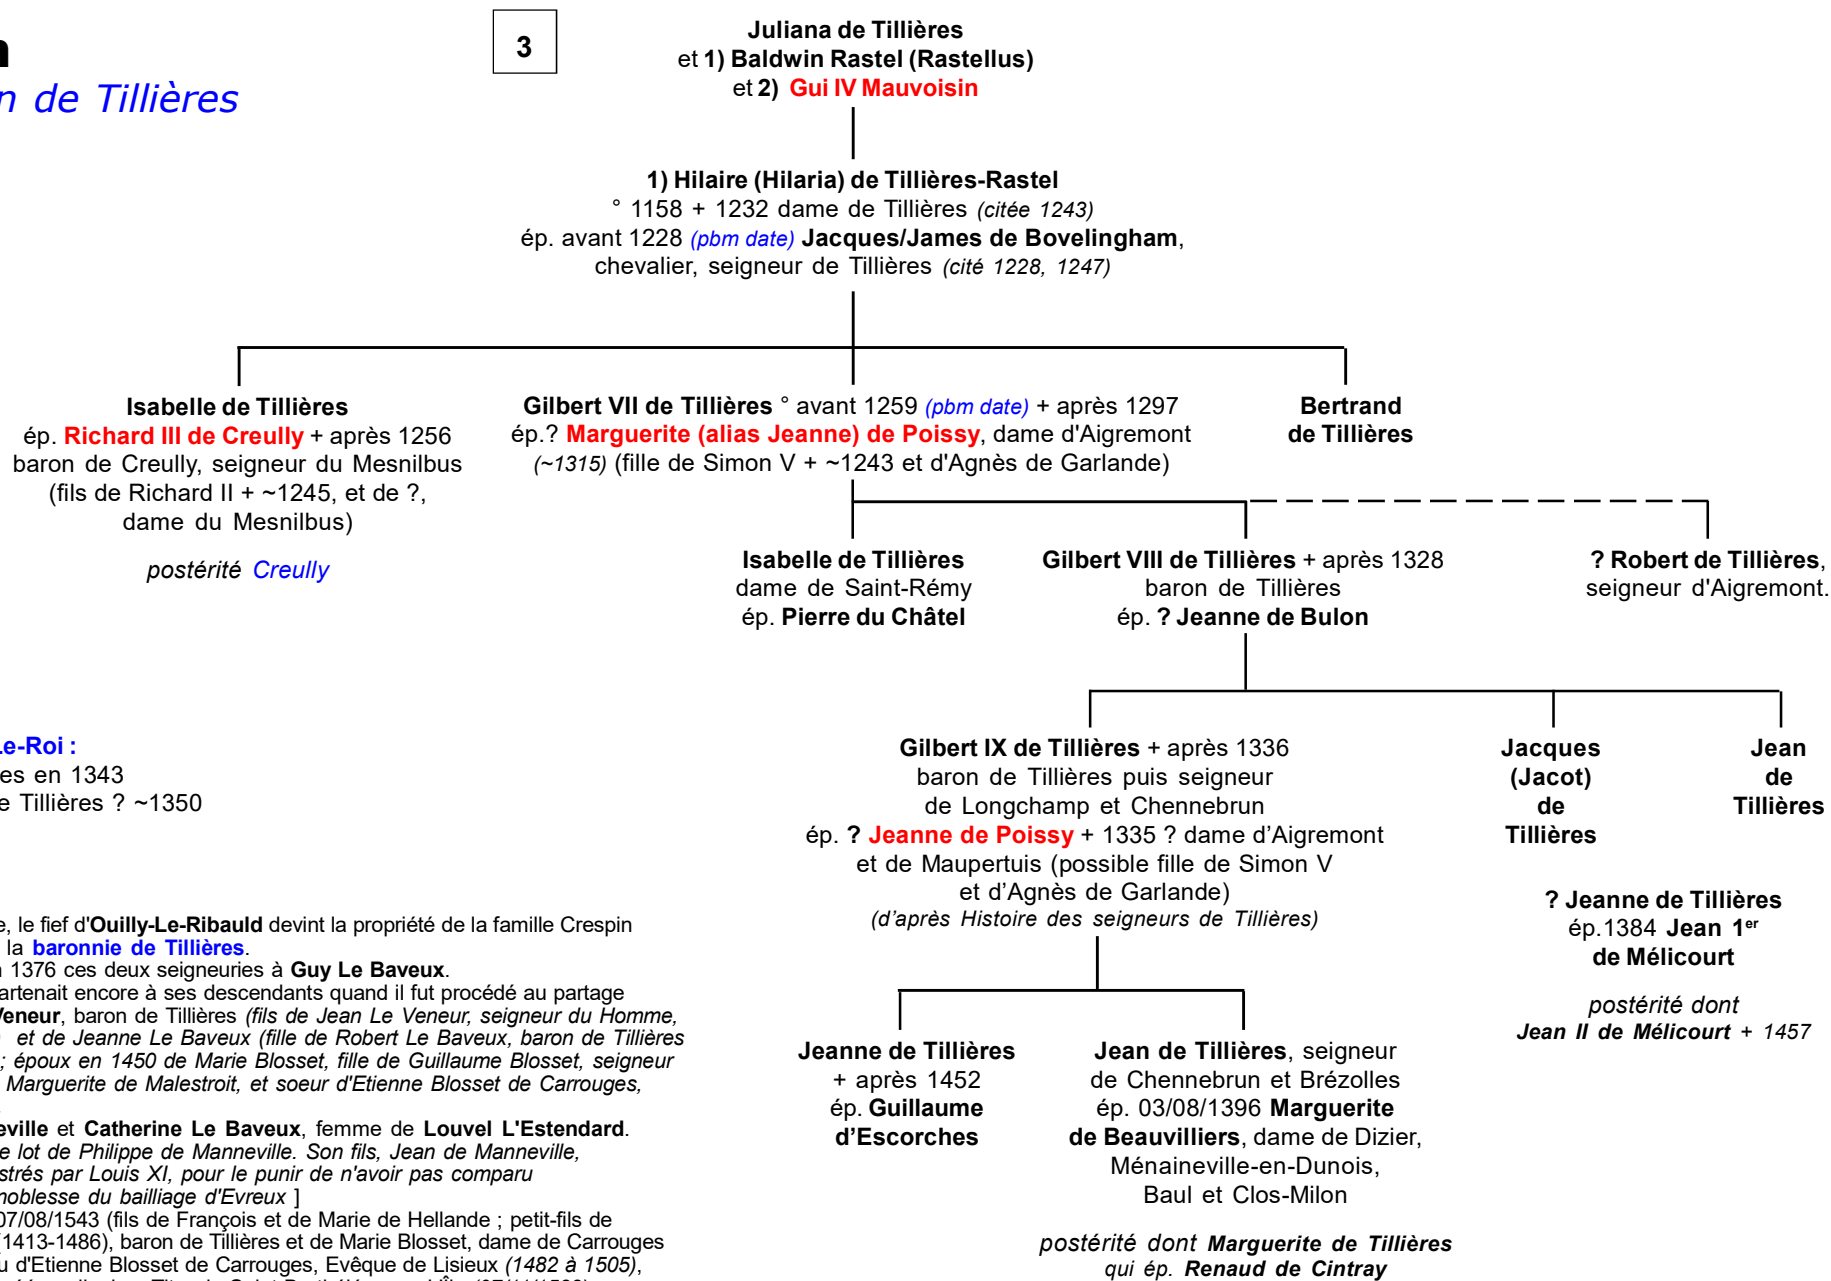 n de Tillières
3
Juliana de Tillières
et 1) Baldwin Rastel (Rastellus)
et 2) Gui IV Mauvoisin
1) Hilaire (Hilaria) de Tillières-Rastel
° 1158 + 1232 dame de Tillières (citée 1243)
ép. avant 1228 (pbm date) Jacques/James de Bovelingham,
chevalier, seigneur de Tillières (cité 1228, 1247)
Isabelle de Tillières
ép. Richard III de Creully + après 1256
baron de Creully, seigneur du Mesnilbus
(fils de Richard II + ~1245, et de ?,
dame du Mesnilbus)
postérité Creully
Gilbert VII de Tillières ° avant 1259 (pbm date) + après 1297
ép.? Marguerite (alias Jeanne) de Poissy, dame d'Aigremont
(~1315) (fille de Simon V + ~1243 et d'Agnès de Garlande)
Bertrand
de Tillières
Isabelle de Tillières
dame de Saint-Rémy
ép. Pierre du Châtel
Gilbert VIII de Tillières + après 1328
baron de Tillières
ép. ? Jeanne de Bulon
? Robert de Tillières,
seigneur d'Aigremont.
Gilbert IX de Tillières + après 1336
baron de Tillières puis seigneur
de Longchamp et Chennebrun
ép. ? Jeanne de Poissy + 1335 ? dame d’Aigremont
et de Maupertuis (possible fille de Simon V
et d’Agnès de Garlande)
(d’après Histoire des seigneurs de Tillières)
Jacques
(Jacot)
de
Tillières
Jean
de
Tillières
? Jeanne de Tillières
ép.1384 Jean 1er
de Mélicourt
postérité dont
Jean II de Mélicourt + 1457
Jeanne de Tillières
+ après 1452
ép. Guillaume
d’Escorches
Jean de Tillières, seigneur
de Chennebrun et Brézolles
ép. 03/08/1396 Marguerite
de Beauvilliers, dame de Dizier,
Ménaineville-en-Dunois,
Baul et Clos-Milon
postérité dont Marguerite de Tillières
qui ép. Renaud de Cintray
Le-Roi :
es en 1343
e Tillières ? ~1350
e, le fief d'Ouilly-Le-Ribauld devint la propriété de la famille Crespin
la baronnie de Tillières.
n 1376 ces deux seigneuries à Guy Le Baveux.
artenait encore à ses descendants quand il fut procédé au partage
Veneur, baron de Tillières (fils de Jean Le Veneur, seigneur du Homme,
et de Jeanne Le Baveux (fille de Robert Le Baveux, baron de Tillières
; époux en 1450 de Marie Blosset, fille de Guillaume Blosset, seigneur
Marguerite de Malestroit, et soeur d'Etienne Blosset de Carrouges,
eville et Catherine Le Baveux, femme de Louvel L'Estendard.
e lot de Philippe de Manneville. Son fils, Jean de Manneville,
strés par Louis XI, pour le punir de n'avoir pas comparu
noblesse du bailliage d'Evreux ]
07/08/1543 (fils de François et de Marie de Hellande ; petit-fils de
(1413-1486), baron de Tillières et de Marie Blosset, dame de Carrouges
u d'Etienne Blosset de Carrouges, Evêque de Lisieux (1482 à 1505),